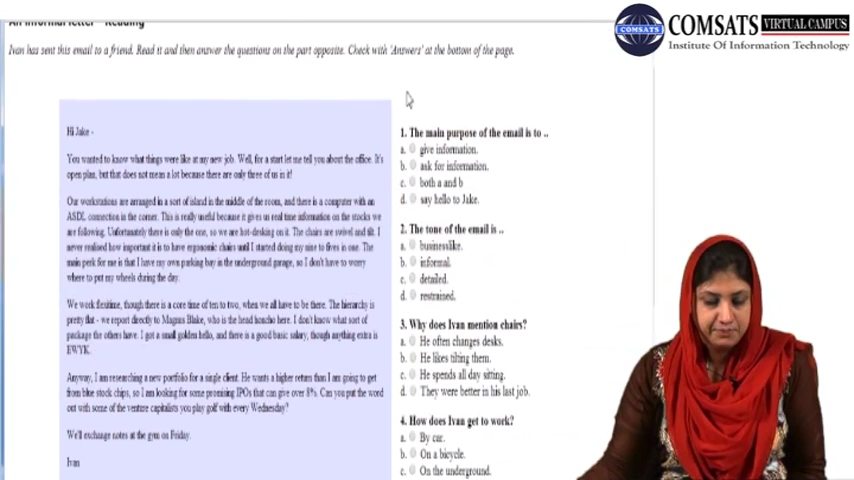 An Informal letter - Reading
Ivan has sent this email to a friend. Read it and then answer the questions on the part opposite. Check with 'Answers' at the bottom of the page.
COMSATS
COMSATS VIRTUAL CAMPUS
Institute Of Information Technology
Hi Jake -
You wanted to know what things were like at my new job. Well, for a start let me tell you about the office. It's
open plan, but that does not mean a lot because there are only three of us in it!
Our workstations are arranged in a sort of island in the middle of the room, and there is a computer with an
ASDL connection in the corner. This is really useful because it gives us real time information on the stocks we
are following. Unfortunately there is only the one, so we are hot-desking on it. The chairs are swivel and tilt. I
never realised how important it is to have ergonomic chairs until I started doing my nine to fives in one. The
main perk for me is that I have my own parking bay in the underground garage, so I don't have to worry
where to put my wheels during the day.
We work flexitime, though there is a core time of ten to two, when we all have to be there. The hierarchy is
pretty flat - we report directly to Magnus Blake, who is the head honcho here. I don't know what sort of
package the others have. I got a small golden hello, and there is a good basic salary, though anything extra is
EWYK.
Anyway, I am researching a new portfolio for a single client. He wants a higher return than I am going to get
from blue stock chips, so I am looking for some promising IPOs that can give over 8%. Can you put the word
out with some of the venture capitalists you play golf with every Wednesday?
We'll exchange notes at the gym on Friday.
Ivan
1. The main purpose of the email is to ..
a. give information.
b. ask for information.
c. both a and b
d. say hello to Jake.
2. The tone of the email is ..
a. businesslike.
b. informal.
c. detailed.
d. restrained.
3. Why does Ivan mention chairs?
a. He often changes desks.
b. He likes tilting them.
c. He spends all day sitting.
d. They were better in his last job.
4. How does Ivan get to work?
a. By car.
b. On a bicycle.
c. On the underground.